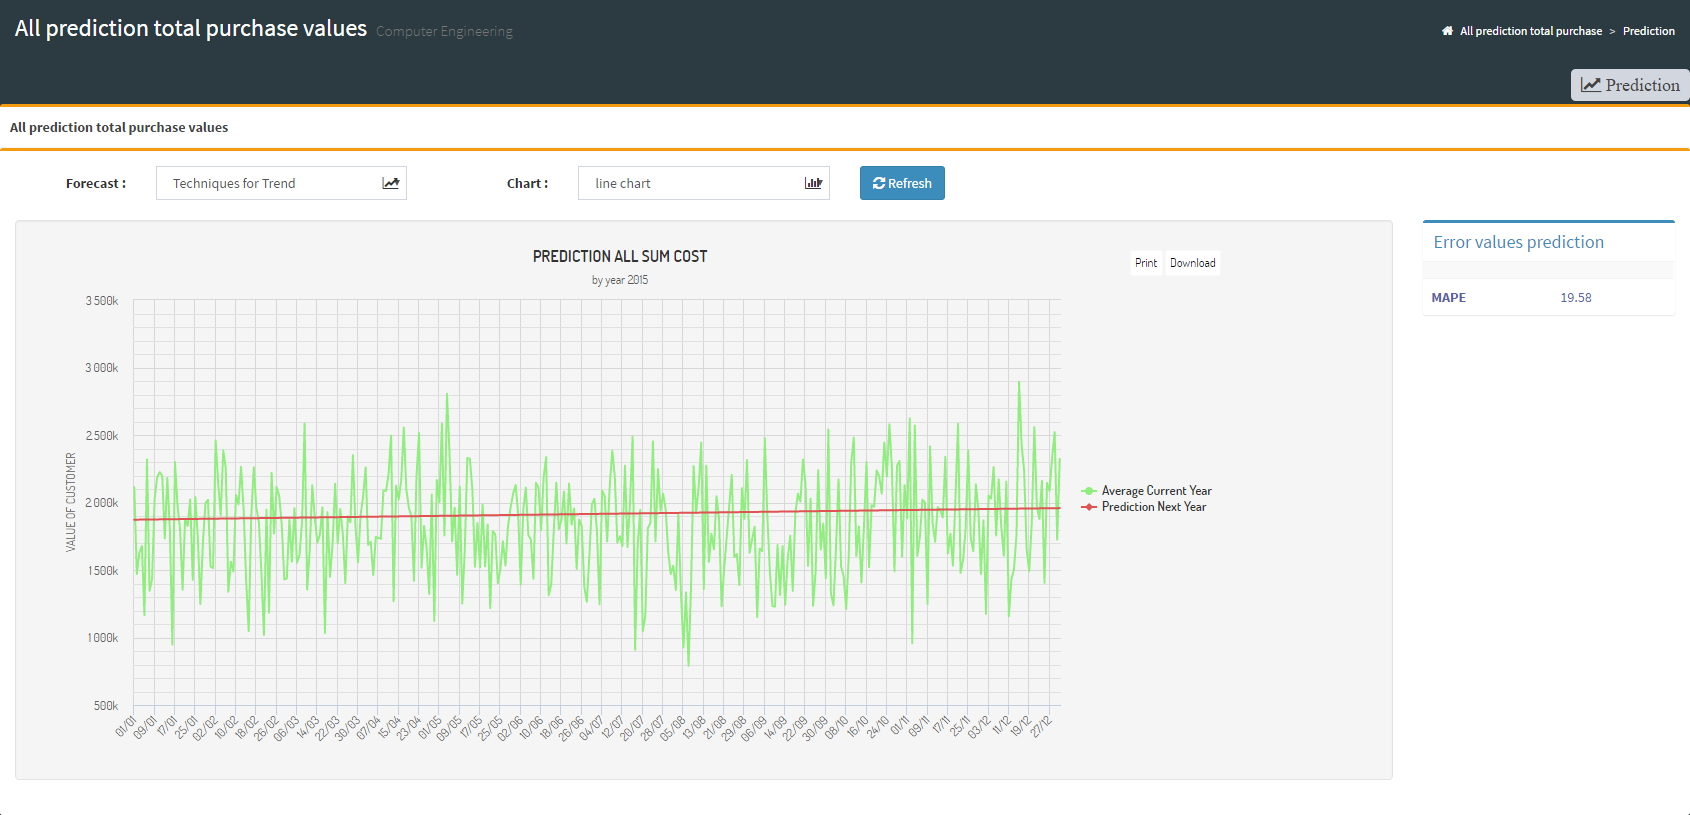 All prediction total purchase values Computer Engineering
All prediction total purchase > Prediction
Prediction
All prediction total purchase values
Forecast : Techniques for Trend Chart : line chart Refresh
Error values prediction
MAPE 19.58
PREDICTION ALL SUM COST
by year 2015
Print Download
VALUE OF CUSTOMER
3 500k
3 000k
2 500k
2 000k
1 500k
1 000k
500k
01/01 09/01 17/01 25/01 02/02 10/02 18/02 26/02 06/03 14/03 22/03 30/03 07/04 15/04 23/04 01/05 09/05 17/05 25/05 02/06 10/06 18/06 26/06 04/07 12/07 20/07 28/07 05/08 13/08 21/08 29/08 06/09 14/09 22/09 30/09 08/10 16/10 24/10 01/11 09/11 17/11 25/11 03/12 11/12 19/12 27/12
Average Current Year
Prediction Next Year